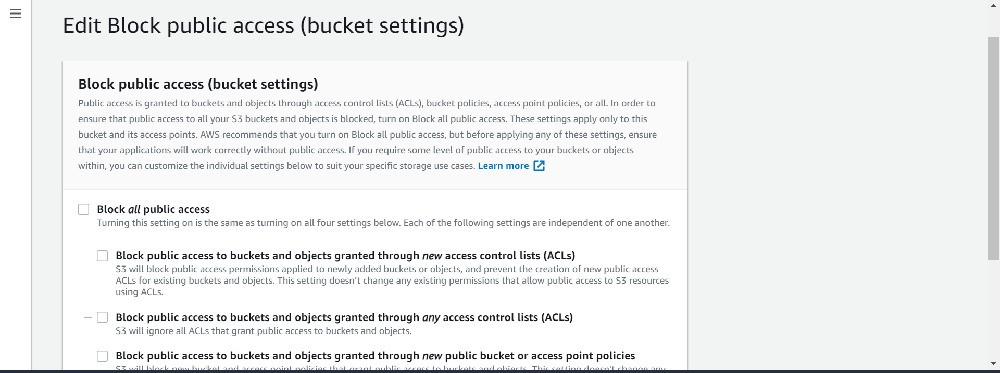 Edit Block public access (bucket settings)
Block public access (bucket settings)
Public access is granted to buckets and objects through access control lists (ACLs), bucket policies, access point policies, or all. In order to
ensure that public access to all your S3 buckets and objects is blocked, turn on Block all public access. These settings apply only to this
bucket and its access points. AWS recommends that you turn on Block all public access, but before applying any of these settings, ensure
that your applications will work correctly without public access. If you require some level of public access to your buckets or objects
within, you can customize the individual settings below to suit your specific storage use cases. Learn more
Block all public access
Turning this setting on is the same as turning on all four settings below. Each of the following settings are independent of one another.
Block public access to buckets and objects granted through new access control lists (ACLs)
S3 will block public access permissions applied to newly added buckets or objects, and prevent the creation of new public access
ACLs for existing buckets and objects. This setting doesn’t change any existing permissions that allow public access to S3 resources
using ACLs.
Block public access to buckets and objects granted through any access control lists (ACLs)
S3 will ignore all ACLs that grant public access to buckets and objects.
Block public access to buckets and objects granted through new public bucket or access point policies
S3 will block new bucket and access point policies that grant public access to buckets and objects. This setting doesn't change any